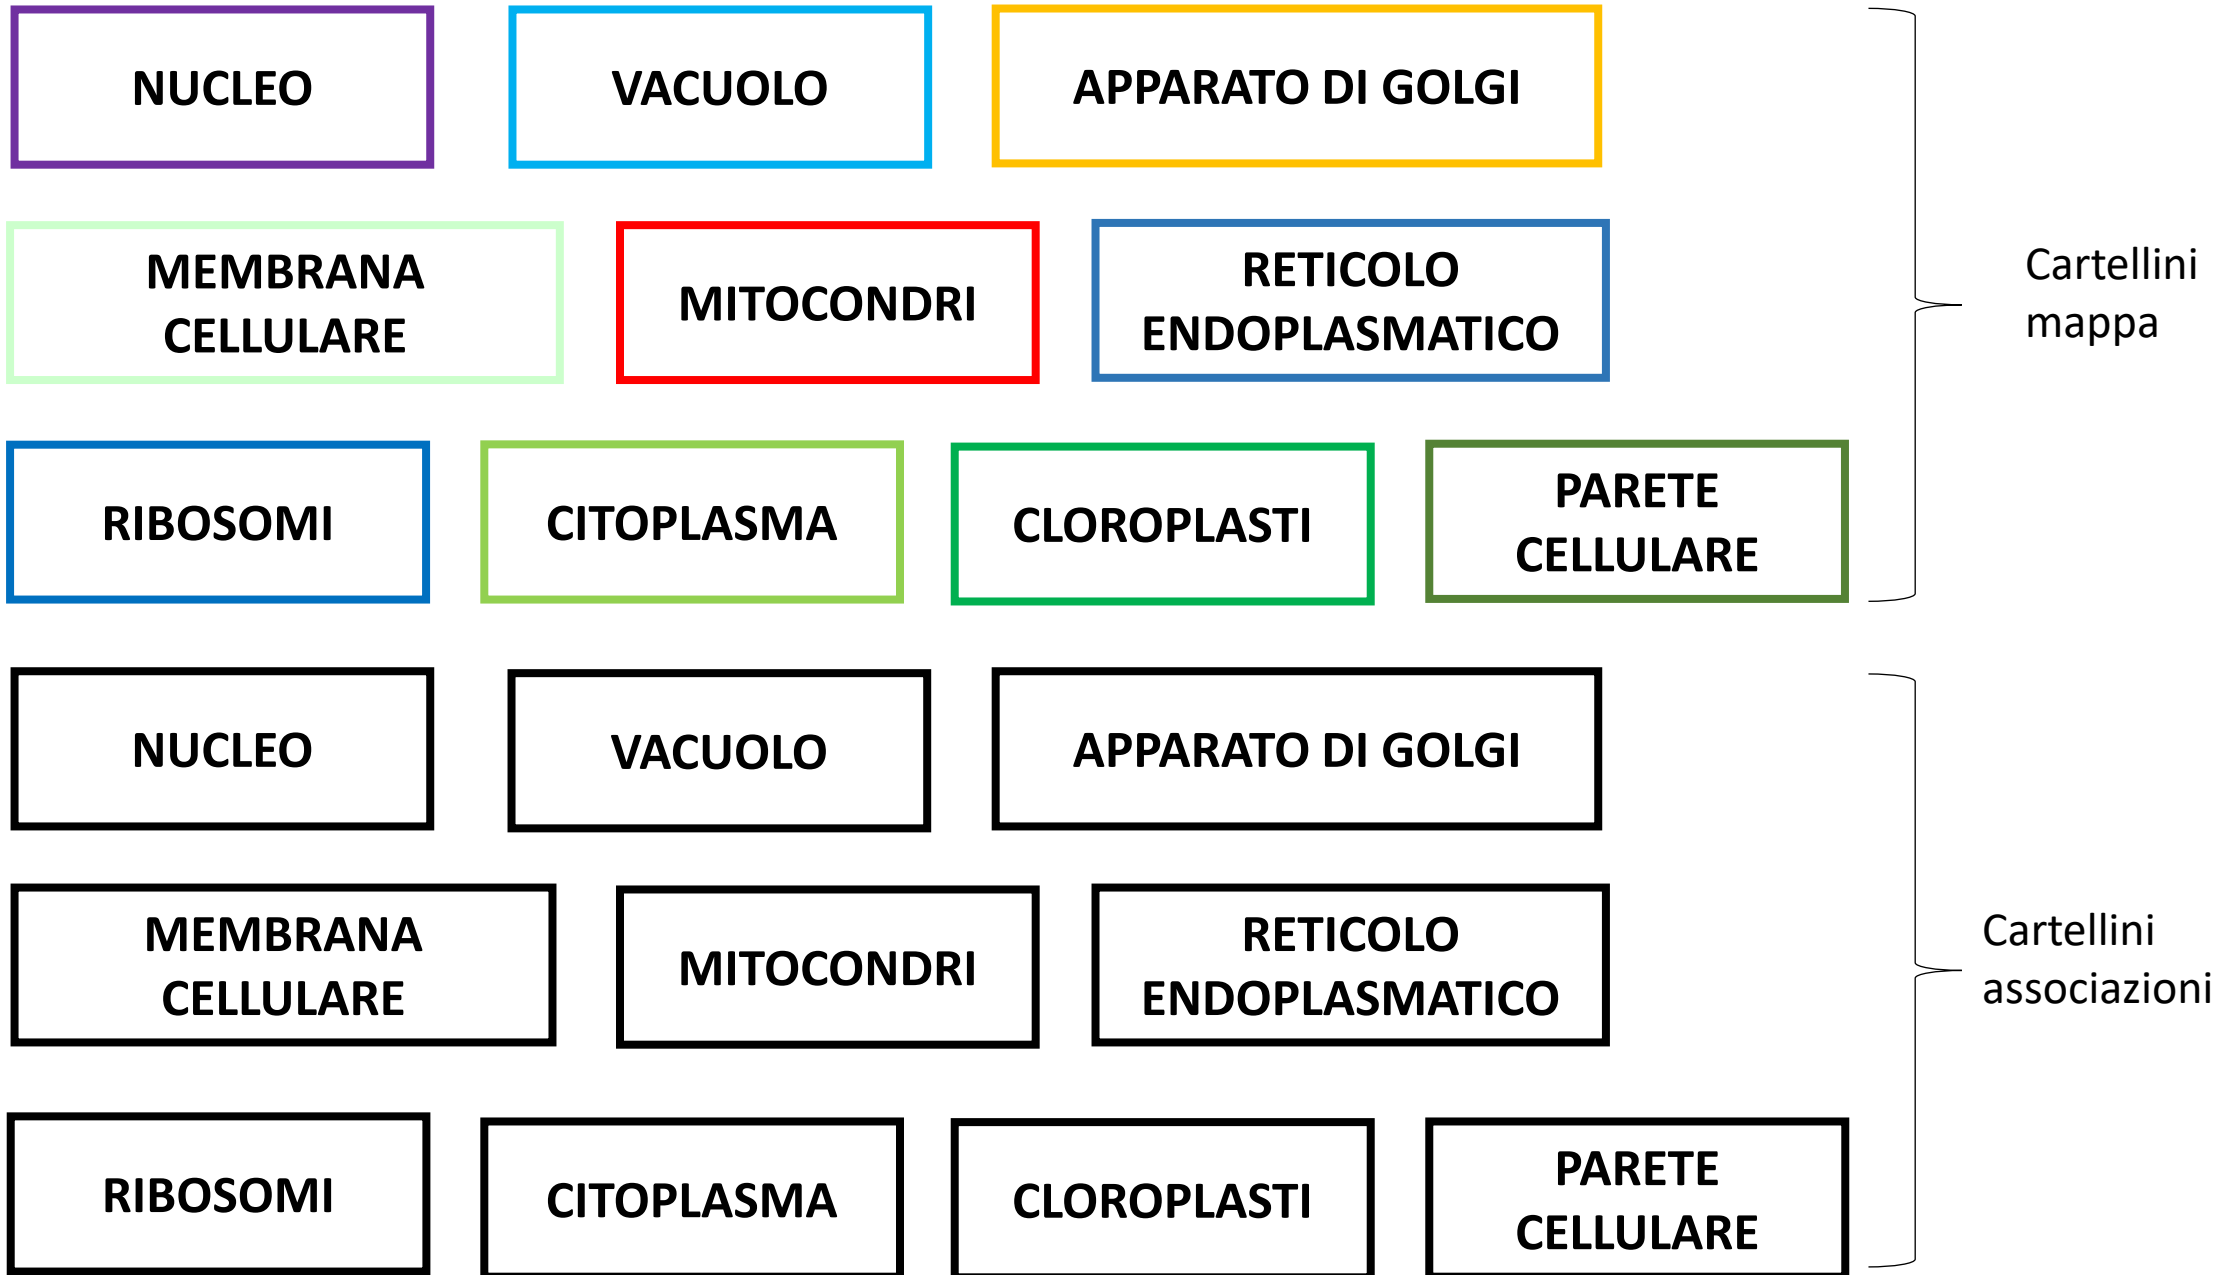 NUCLEO
VACUOLO
APPARATO DI GOLGI
MEMBRANA
CELLULARE
MITOCONDRI
RETICOLO
ENDOPLASMATICO
Cartellini
mappa
RIBOSOMI
CITOPLASMA
CLOROPLASTI
PARETE
CELLULARE
NUCLEO
VACUOLO
APPARATO DI GOLGI
MEMBRANA
CELLULARE
MITOCONDRI
RETICOLO
ENDOPLASMATICO
Cartellini
associazioni
RIBOSOMI
CITOPLASMA
CLOROPLASTI
PARETE
CELLULARE